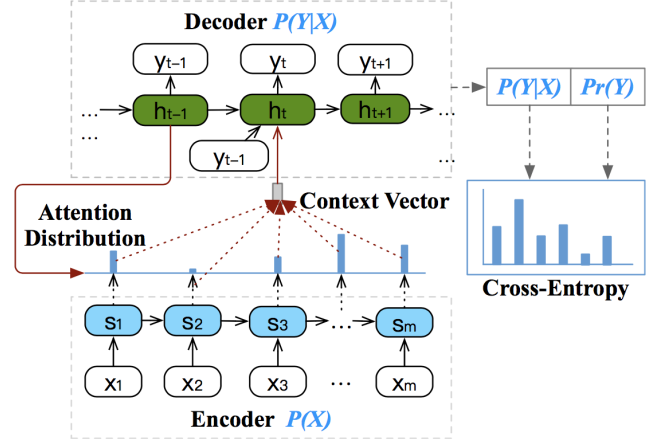 Decoder P(Y|X)
yt−1 yt yt+1
... ht−1 ht ht+1 ...
...
yt−1
...
P(Y|X) Pr(Y)
Context Vector
Attention
Distribution
Cross-Entropy
s1 s2 s3 ... sm
x1 x2 x3 ... xm
Encoder P(X)